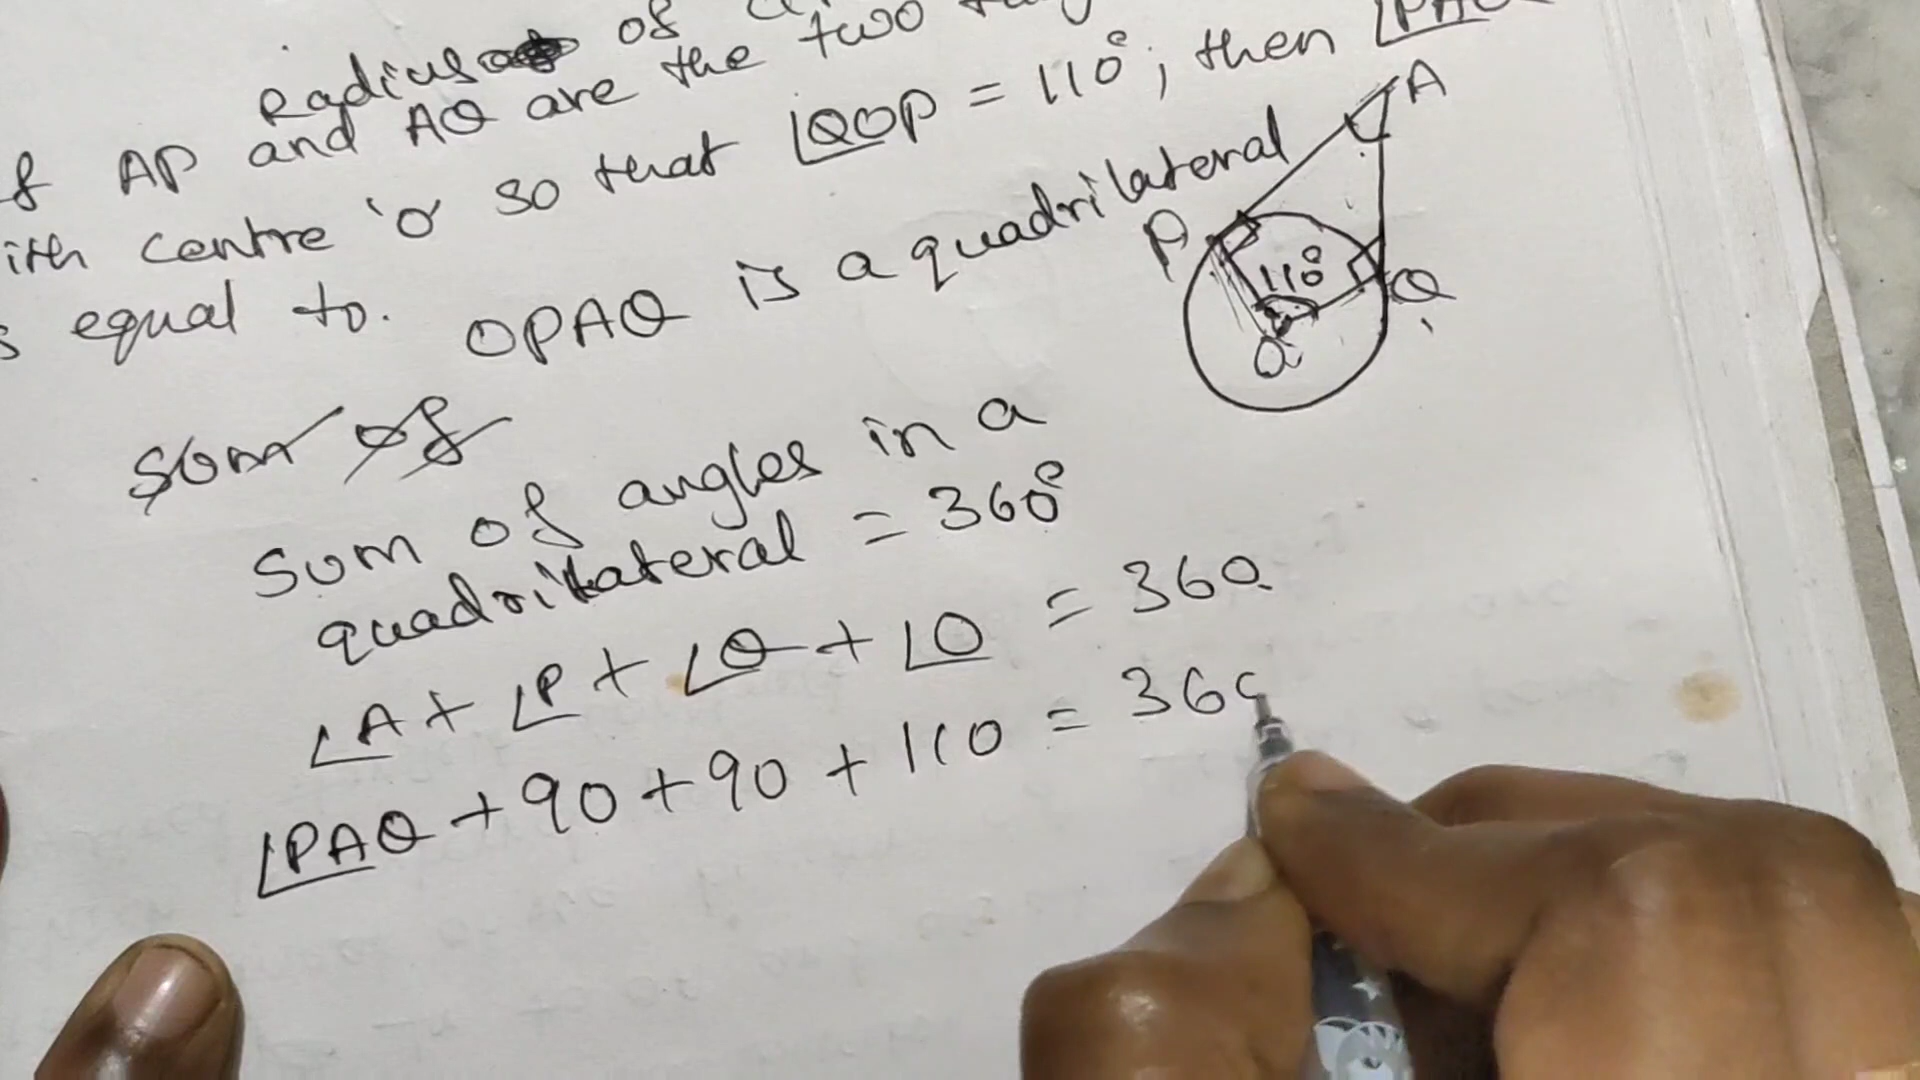 Radius of
f AP and AQ are the two
ith centre 'O' so that ∠QOP = 110°, then ∠PAQ
s equal to.
OPAQ is a quadrilateral
A
P
110°
Q
O
Sum of
Sum of angles in a
quadrilateral = 360°
∠A + ∠P + ∠Q + ∠O = 360
∠PAQ + 90 + 90 + 110 = 360